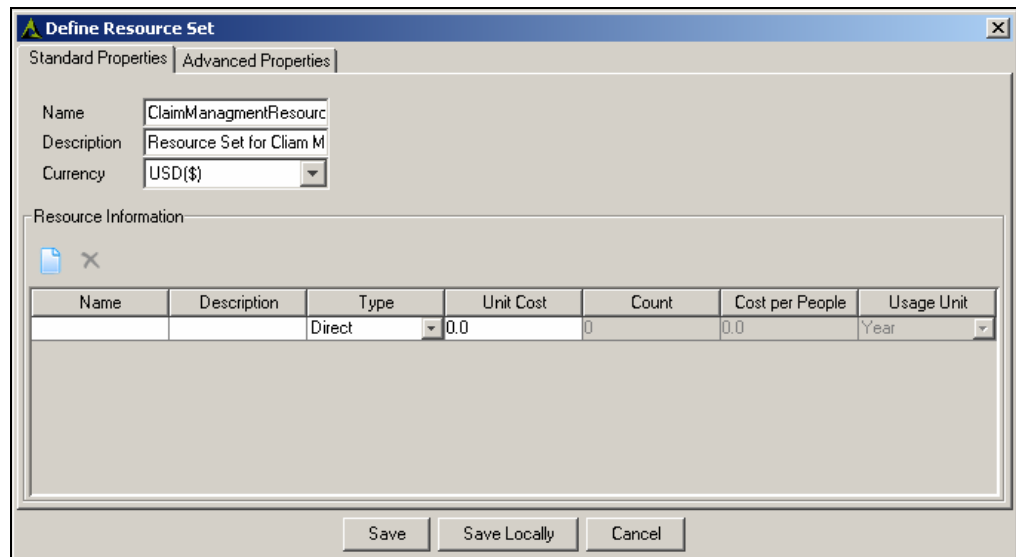 Define Resource Set
Standard Properties Advanced Properties
Name ClaimManagmentResourc
Description Resource Set for Cliam M
Currency USD($)
Resource Information
Name Description Type Unit Cost Count Cost per People Usage Unit
Direct 0.0 0 0.0 Year
Save Save Locally Cancel